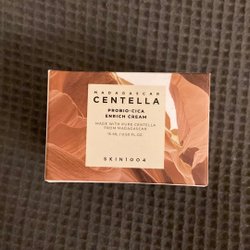 MADAGASCAR
CENTELLA
PROBIO-CICA
ENRICH CREAM
MADE WITH PURE CENTELLA
FROM MADAGASCAR
SKIN1004